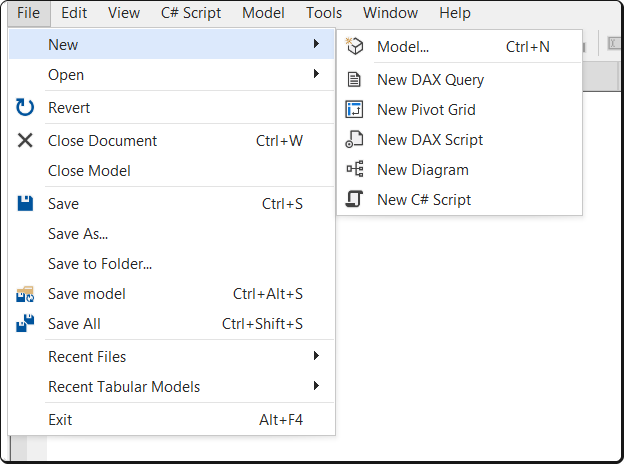 File Edit View C# Script Model Tools Window Help
New
Open
Revert
Close Document Ctrl+W
Close Model
Save Ctrl+S
Save As...
Save to Folder...
Save model Ctrl+Alt+S
Save All Ctrl+Shift+S
Recent Files
Recent Tabular Models
Exit Alt+F4
Model... Ctrl+N
New DAX Query
New Pivot Grid
New DAX Script
New Diagram
New C# Script